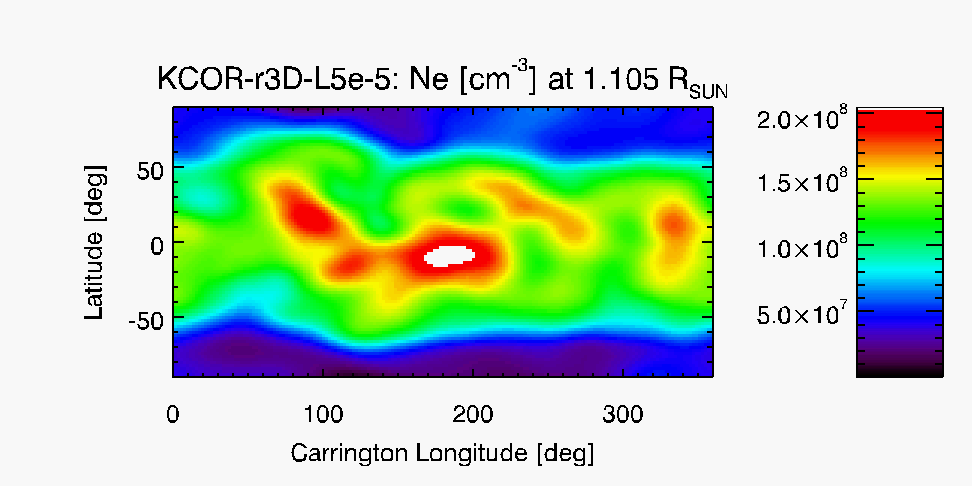 KCOR-r3D-L5e-5: Ne [cm⁻³] at 1.105 R_SUN
Latitude [deg]
50
0
-50
0 100 200 300
Carrington Longitude [deg]
2.0×10⁸
1.5×10⁸
1.0×10⁸
5.0×10⁷